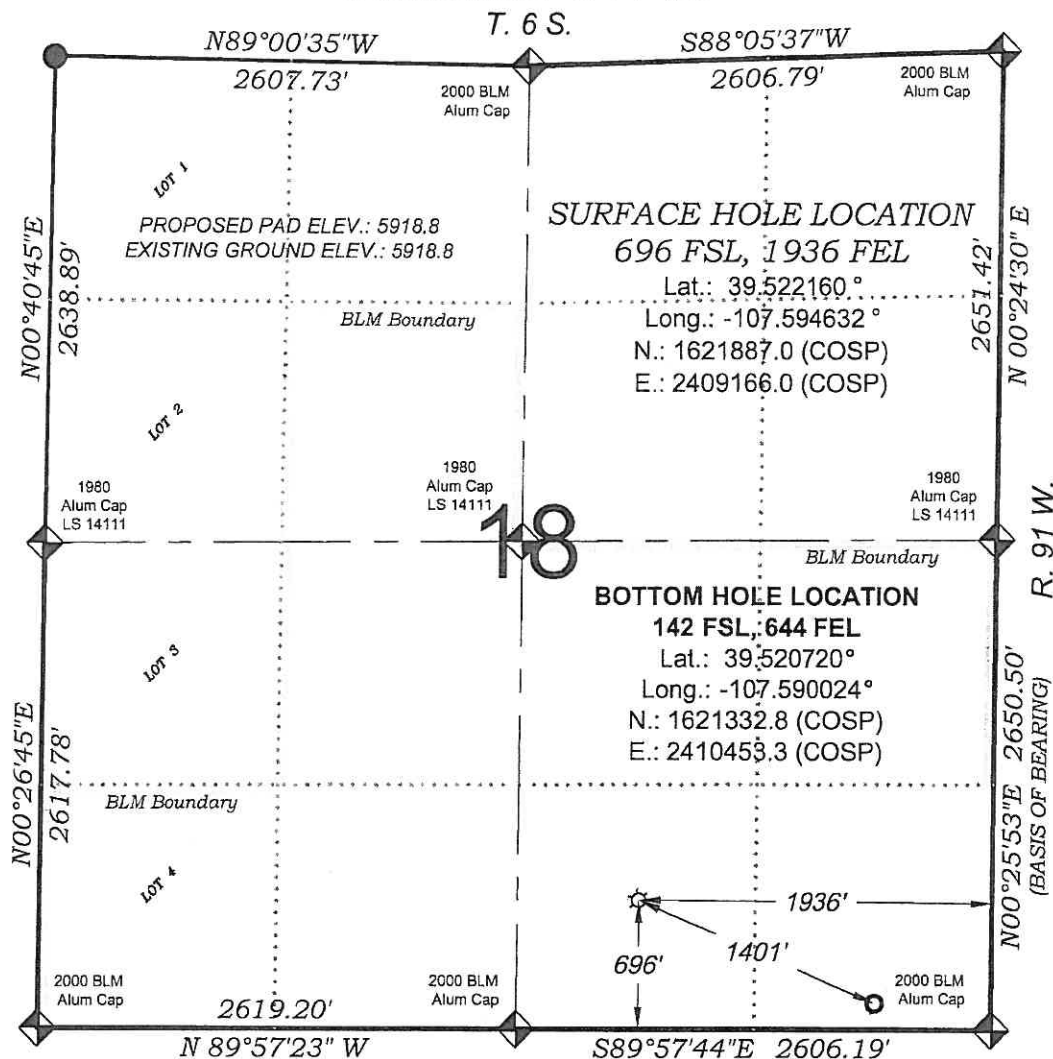 T. 6 S.
N89°00'35"W
S88°05'37"W
2607.73'
2606.79'
2000 BLM
Alum Cap
2000 BLM
Alum Cap
LOT 1
PROPOSED PAD ELEV.: 5918.8
EXISTING GROUND ELEV.: 5918.8
SURFACE HOLE LOCATION
696 FSL, 1936 FEL
Lat.: 39.522160 °
Long.: -107.594632 °
N.: 1621887.0 (COSP)
E.: 2409166.0 (COSP)
N00°40'45"E
2638.89'
2651.42'
N 00°24'30" E
BLM Boundary
LOT 2
1980
Alum Cap
LS 14111
1980
Alum Cap
LS 14111
1980
Alum Cap
LS 14111
18
R. 91 W.
BLM Boundary
BOTTOM HOLE LOCATION
142 FSL, 644 FEL
Lat.: 39.520720°
Long.: -107.590024°
N.: 1621332.8 (COSP)
E.: 2410453.3 (COSP)
LOT 3
N00°26'45"E
2617.78'
N00°25'53"E 2650.50'
(BASIS OF BEARING)
BLM Boundary
LOT 4
1936'
1401'
696'
2000 BLM
Alum Cap
2000 BLM
Alum Cap
2000 BLM
Alum Cap
2619.20'
N 89°57'23" W
S89°57'44"E 2606.19'